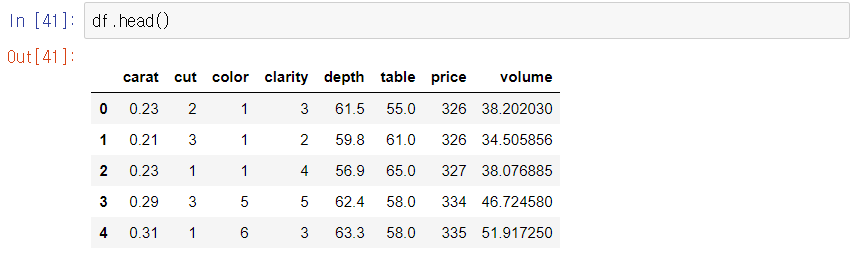 In [41]: df.head()
Out[41]:
carat cut color clarity depth table price volume
0 0.23 2 1 3 61.5 55.0 326 38.202030
1 0.21 3 1 2 59.8 61.0 326 34.505856
2 0.23 1 1 4 56.9 65.0 327 38.076885
3 0.29 3 5 5 62.4 58.0 334 46.724580
4 0.31 1 6 3 63.3 58.0 335 51.917250